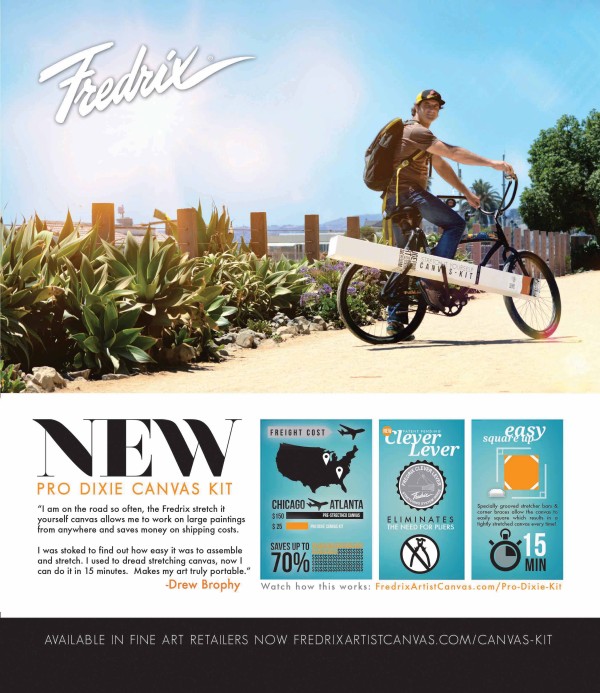 Fredrix
CANVAS-KIT
NEW
PRO DIXIE CANVAS KIT
"I am on the road so often, the Fredrix stretch it
yourself canvas allows me to work on large paintings
from anywhere and saves money on shipping costs.
I was stoked to find out how easy it was to assemble
and stretch. I used to dread stretching canvas, now I
can do it in 15 minutes. Makes my art truly portable."
-Drew Brophy
FREIGHT COST
CHICAGO ATLANTA
$150 PRE-STRETCHED CANVAS
$ 25 PRO DIXIE CANVAS KIT
SAVES UP TO
70%
NEW PATENT PENDING
Clever
Lever
FREDRIX CLEVER LEVER
Fredrix
ELIMINATES
THE NEED FOR PLIERS
easy
square up
Specially grooved stretcher bars &
corner braces allow the canvas to
easily square which results in a
tightly stretched canvas every time!
15
MIN
Watch how this works: FredrixArtistCanvas.com/Pro-Dixie-Kit
AVAILABLE IN FINE ART RETAILERS NOW FREDRIXARTISTCANVAS.COM/CANVAS-KIT